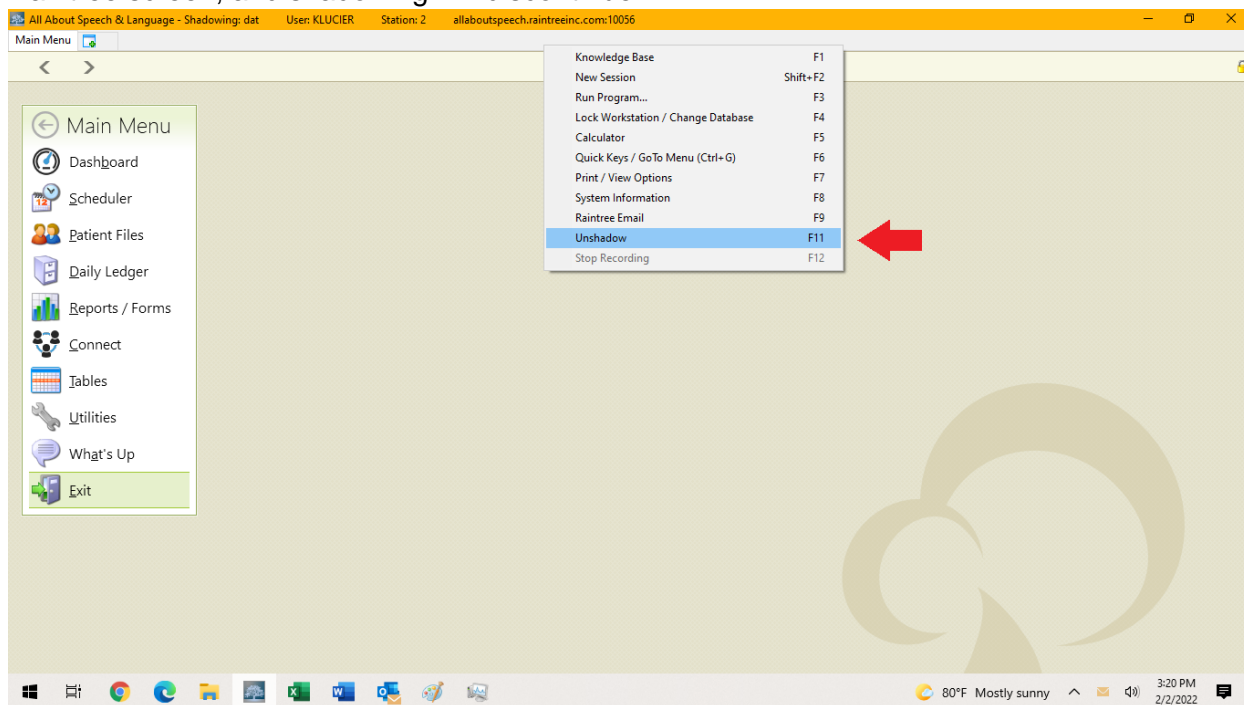 All About Speech & Language - Shadowing: dat User: KLUCIER Station: 2 allaboutspeech.raintreeinc.com:10056
Main Menu
Knowledge Base F1
New Session Shift+F2
Run Program... F3
Lock Workstation / Change Database F4
Calculator F5
Quick Keys / GoTo Menu (Ctrl+G) F6
Print / View Options F7
System Information F8
Raintree Email F9
Unshadow F11
Stop Recording F12
Main Menu
Dashboard
Scheduler
Patient Files
Daily Ledger
Reports / Forms
Connect
Tables
Utilities
What's Up
Exit
80°F Mostly sunny
3:20 PM
2/2/2022